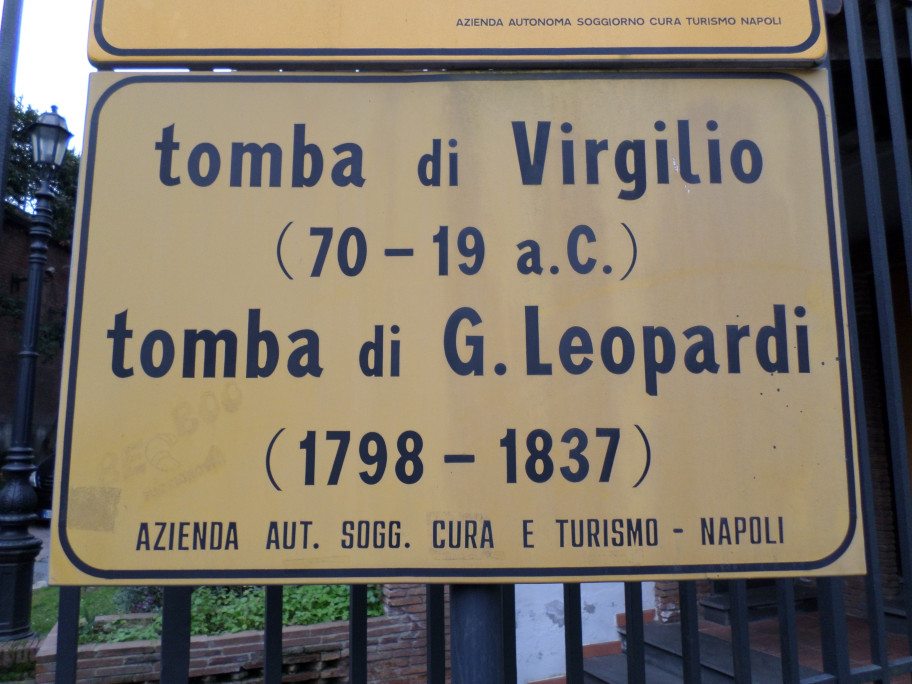 AZIENDA AUTONOMA SOGGIORNO CURA TURISMO NAPOLI
tomba di Virgilio
(70 - 19 a.C.)
tomba di G. Leopardi
(1798 - 1837)
AZIENDA AUT. SOGG. CURA E TURISMO - NAPOLI